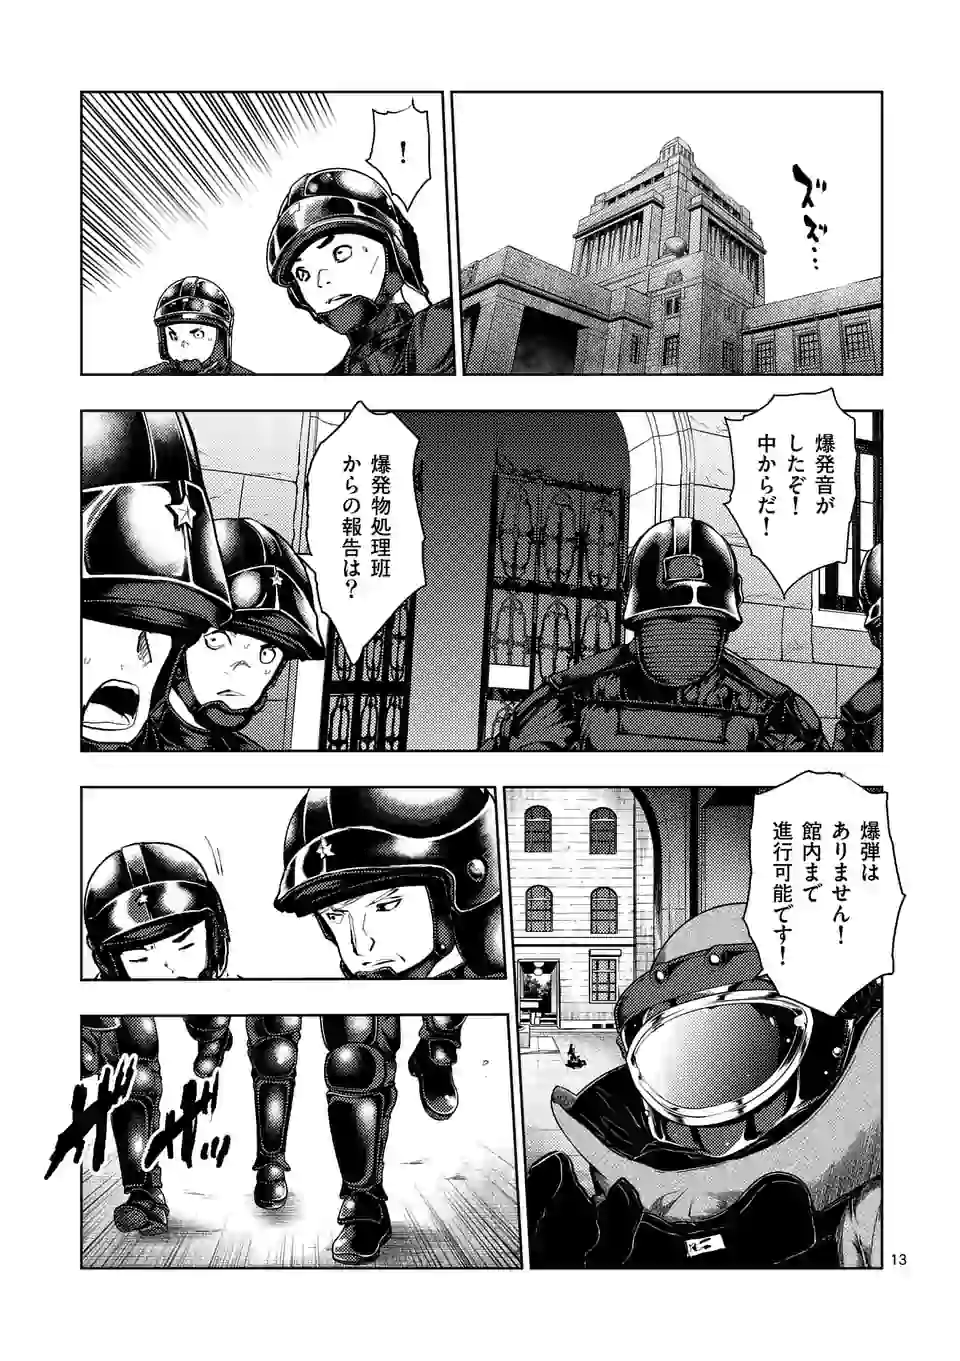 ズズ…
！
爆発音が
したぞ！
中からだ！
爆発物処理班
からの報告は？
爆弾は
ありません！
館内まで
進行可能です！
ザッ
ザッ
13